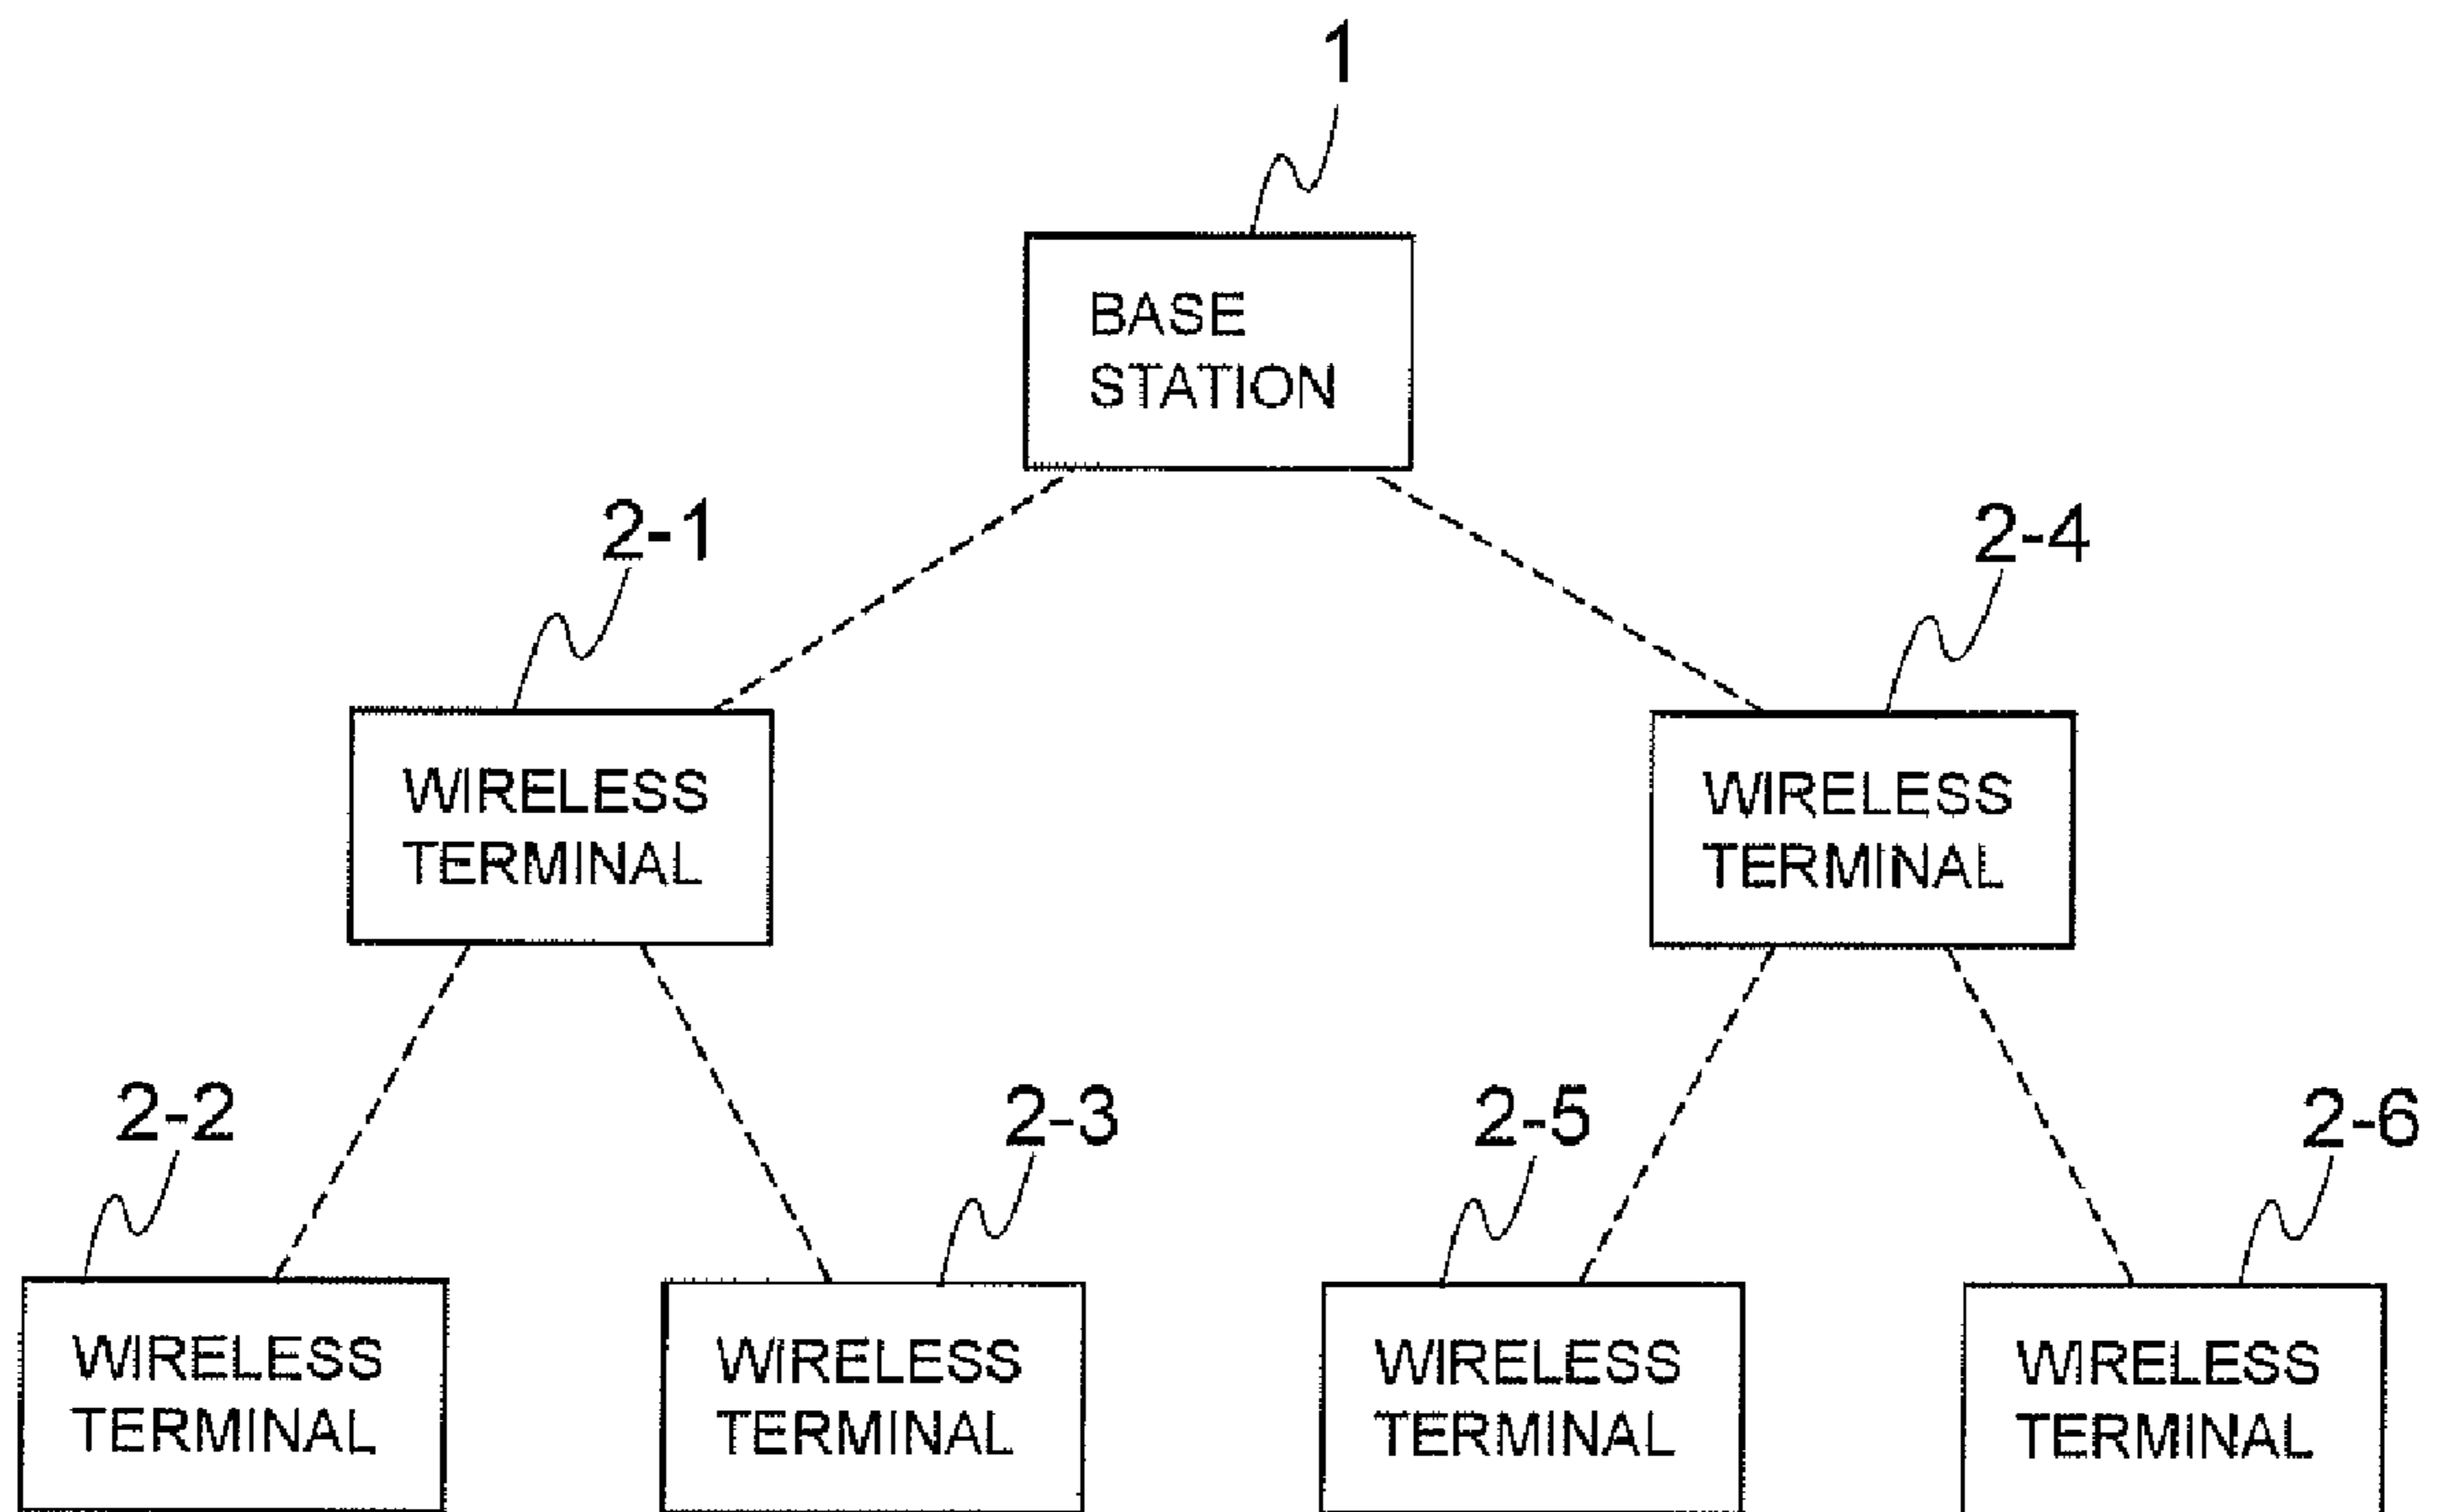 1
BASE
STATION
2-1
2-4
WIRELESS
TERMINAL
WIRELESS
TERMINAL
2-2
2-3
2-5
2-6
WIRELESS
TERMINAL
WIRELESS
TERMINAL
WIRELESS
TERMINAL
WIRELESS
TERMINAL